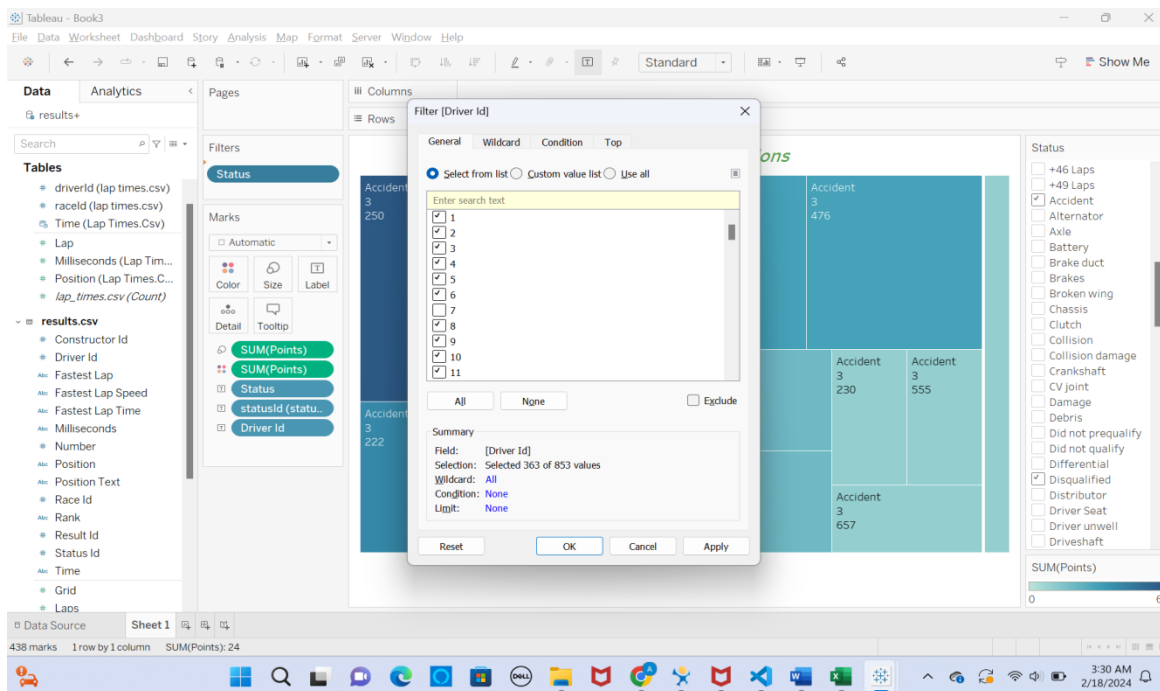 Tableau - Book3
File Data Worksheet Dashboard Story Analysis Map Format Server Window Help
Standard
Show Me
Data Analytics
results+
Search
Tables
driverId (lap times.csv)
raceId (lap times.csv)
Time (Lap Times.Csv)
Lap
Milliseconds (Lap Tim...
Position (Lap Times.C...
lap_times.csv (Count)
results.csv
Constructor Id
Driver Id
Abc Fastest Lap
Abc Fastest Lap Speed
Abc Fastest Lap Time
Abc Milliseconds
Number
Abc Position
Abc Position Text
Race Id
Abc Rank
Result Id
Status Id
Abc Time
Grid
Laps
Pages
Filters
Status
Marks
Automatic
Color Size Label
Detail Tooltip
SUM(Points)
SUM(Points)
Status
statusId (statu..
Driver Id
Columns
Rows
ons
Accident
3
250
Accident
3
222
Accident
3
476
Accident
3
230
Accident
3
555
Accident
3
657
Filter [Driver Id]
General Wildcard Condition Top
Select from list Custom value list Use all
Enter search text
1
2
3
4
5
6
7
8
9
10
11
All None Exclude
Summary
Field: [Driver Id]
Selection: Selected 363 of 853 values
Wildcard: All
Condition: None
Limit: None
Reset OK Cancel Apply
Status
+46 Laps
+49 Laps
Accident
Alternator
Axle
Battery
Brake duct
Brakes
Broken wing
Chassis
Clutch
Collision
Collision damage
Crankshaft
CV joint
Damage
Debris
Did not prequalify
Did not qualify
Differential
Disqualified
Distributor
Driver Seat
Driver unwell
Driveshaft
SUM(Points)
0 6
Data Source Sheet 1
438 marks 1 row by 1 column SUM(Points): 24
DELL
3:30 AM
2/18/2024